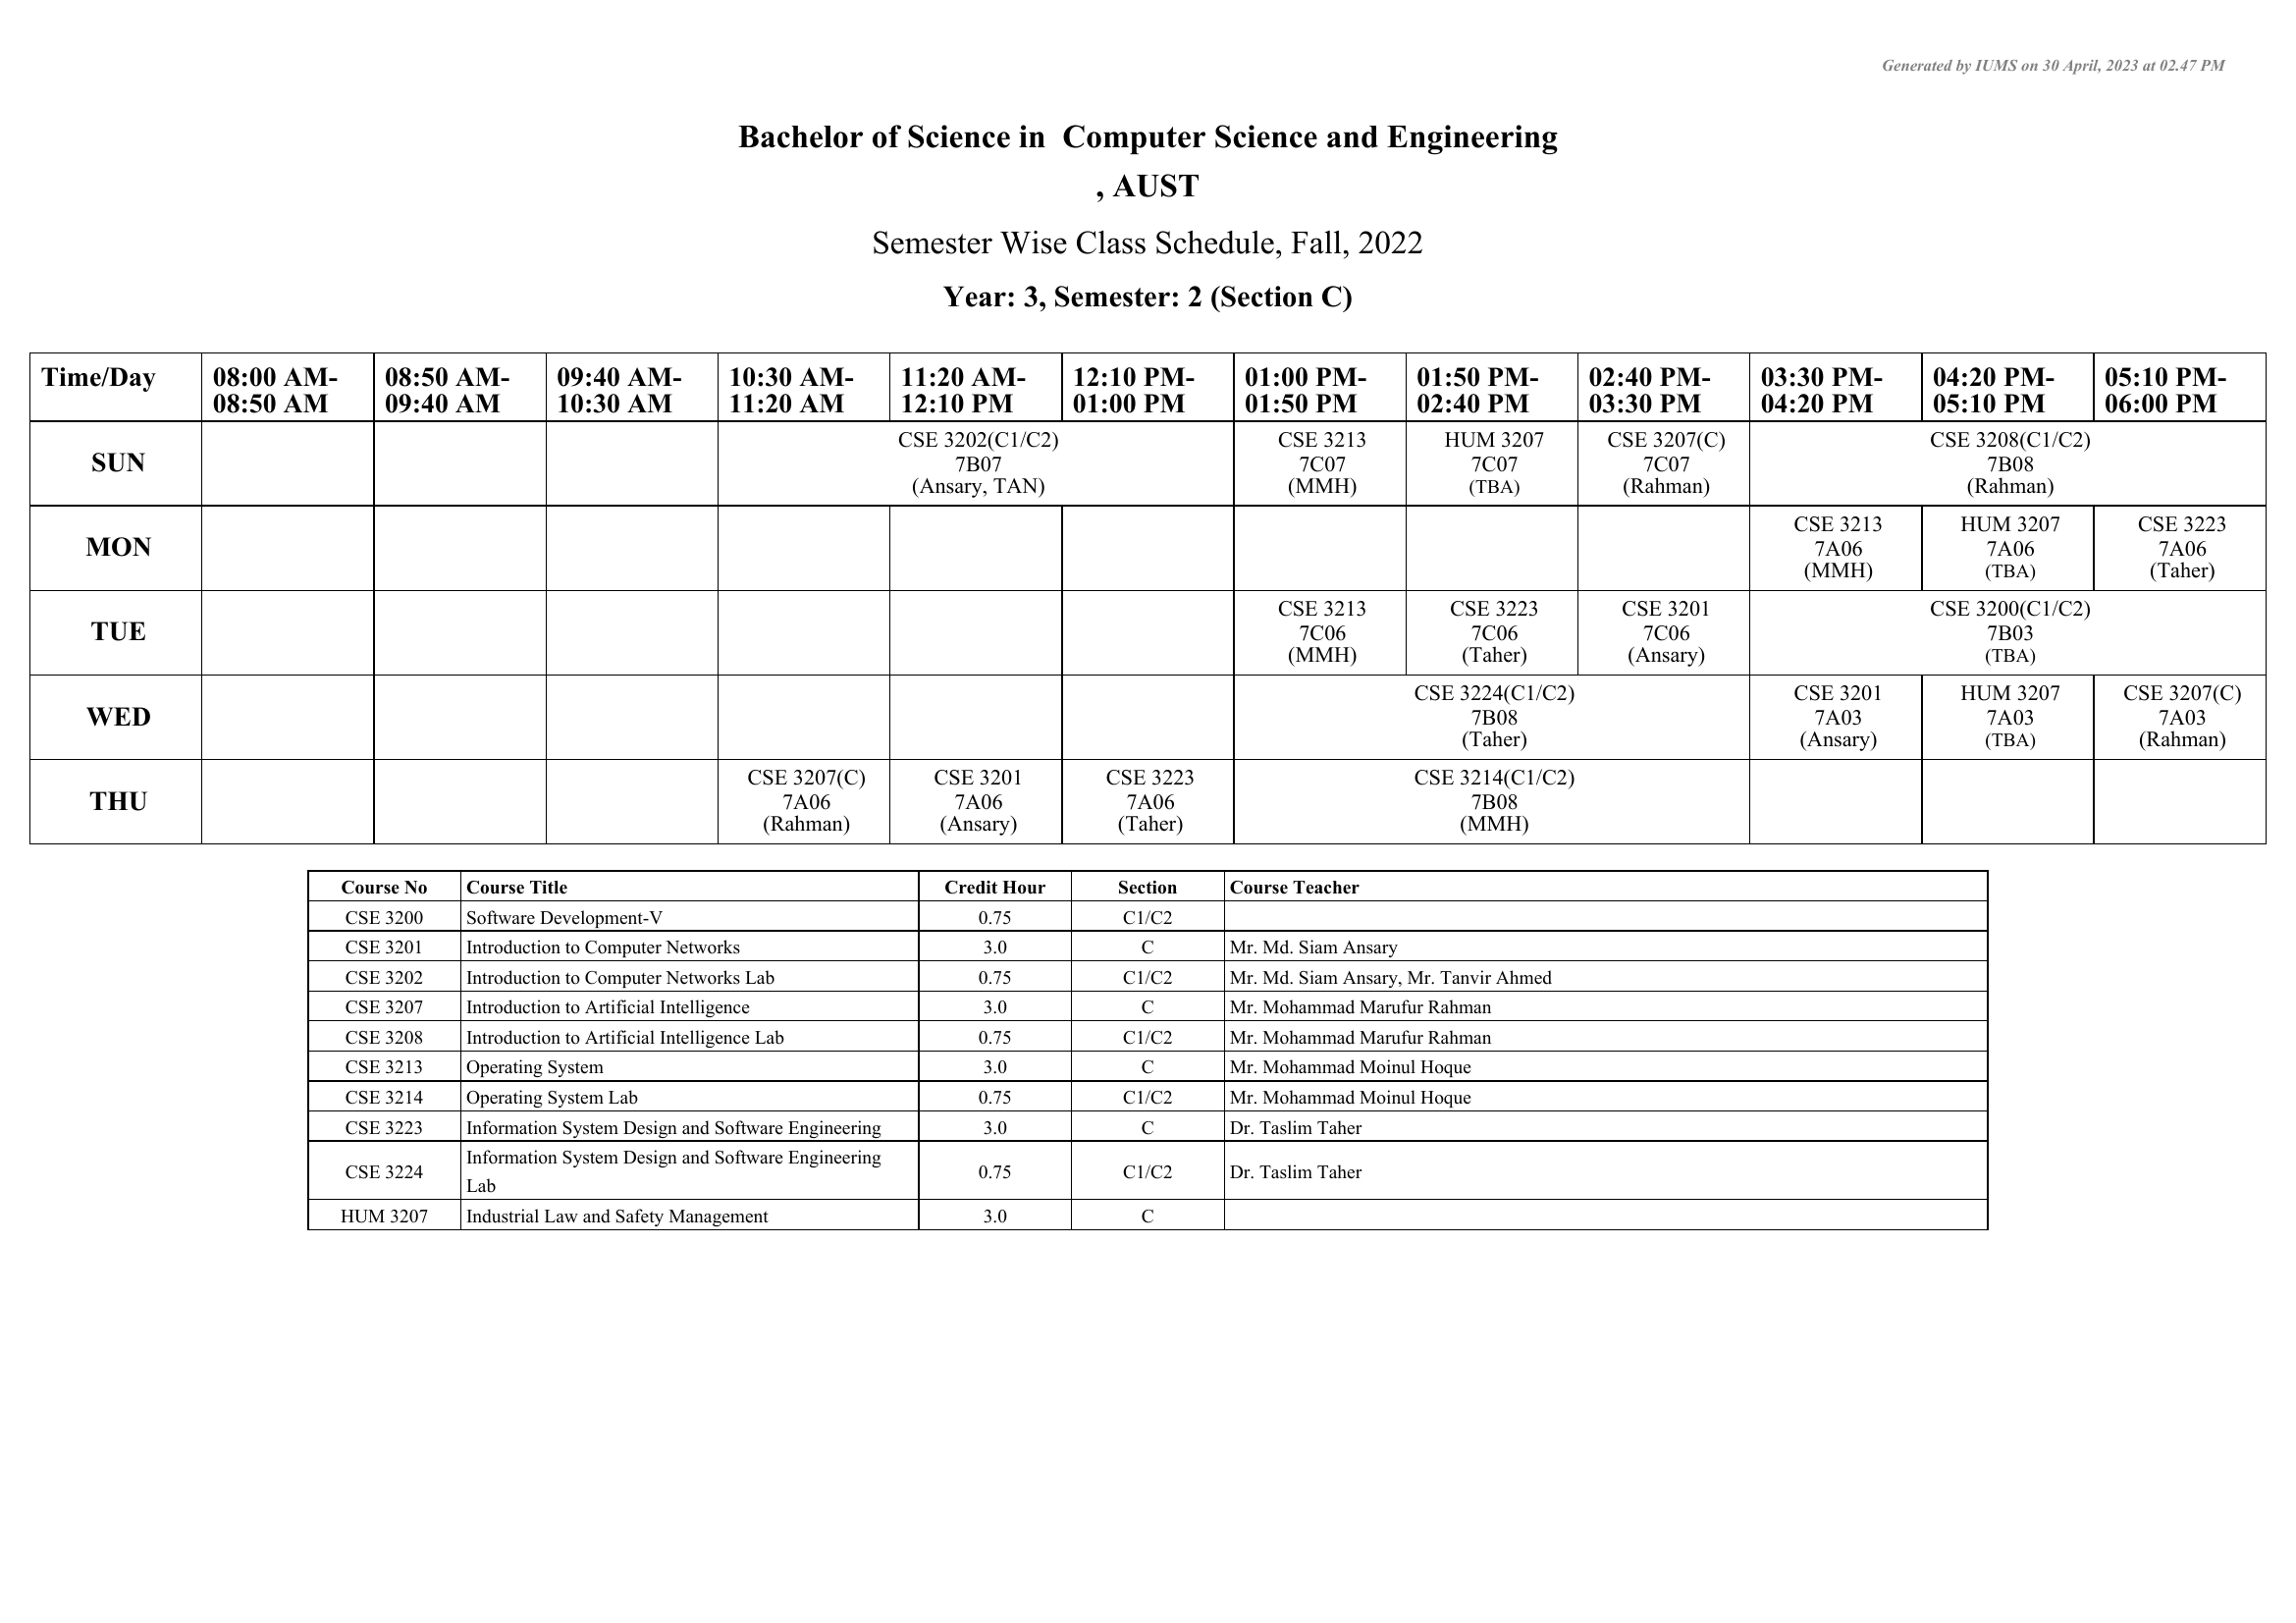 Generated by IUMS on 30 April, 2023 at 02.47 PM
Bachelor of Science in  Computer Science and Engineering
, AUST
Semester Wise Class Schedule, Fall, 2022
Year: 3, Semester: 2 (Section C)
Time/Day
08:00 AM-
08:50 AM
08:50 AM-
09:40 AM
09:40 AM-
10:30 AM
10:30 AM-
11:20 AM
11:20 AM-
12:10 PM
12:10 PM-
01:00 PM
01:00 PM-
01:50 PM
01:50 PM-
02:40 PM
02:40 PM-
03:30 PM
03:30 PM-
04:20 PM
04:20 PM-
05:10 PM
05:10 PM-
06:00 PM
SUN
CSE 3202(C1/C2)
7B07
(Ansary, TAN)
CSE 3213
7C07
(MMH)
HUM 3207
7C07
(TBA)
CSE 3207(C)
7C07
(Rahman)
CSE 3208(C1/C2)
7B08
(Rahman)
MON
CSE 3213
7A06
(MMH)
HUM 3207
7A06
(TBA)
CSE 3223
7A06
(Taher)
TUE
CSE 3213
7C06
(MMH)
CSE 3223
7C06
(Taher)
CSE 3201
7C06
(Ansary)
CSE 3200(C1/C2)
7B03
(TBA)
WED
CSE 3224(C1/C2)
7B08
(Taher)
CSE 3201
7A03
(Ansary)
HUM 3207
7A03
(TBA)
CSE 3207(C)
7A03
(Rahman)
THU
CSE 3207(C)
7A06
(Rahman)
CSE 3201
7A06
(Ansary)
CSE 3223
7A06
(Taher)
CSE 3214(C1/C2)
7B08
(MMH)
Course No Course Title Credit Hour Section Course Teacher
CSE 3200 Software Development-V 0.75 C1/C2
CSE 3201 Introduction to Computer Networks 3.0 C Mr. Md. Siam Ansary
CSE 3202 Introduction to Computer Networks Lab 0.75 C1/C2 Mr. Md. Siam Ansary, Mr. Tanvir Ahmed
CSE 3207 Introduction to Artificial Intelligence 3.0 C Mr. Mohammad Marufur Rahman
CSE 3208 Introduction to Artificial Intelligence Lab 0.75 C1/C2 Mr. Mohammad Marufur Rahman
CSE 3213 Operating System 3.0 C Mr. Mohammad Moinul Hoque
CSE 3214 Operating System Lab 0.75 C1/C2 Mr. Mohammad Moinul Hoque
CSE 3223 Information System Design and Software Engineering 3.0 C Dr. Taslim Taher
CSE 3224 Information System Design and Software Engineering
Lab 0.75 C1/C2 Dr. Taslim Taher
HUM 3207 Industrial Law and Safety Management 3.0 C